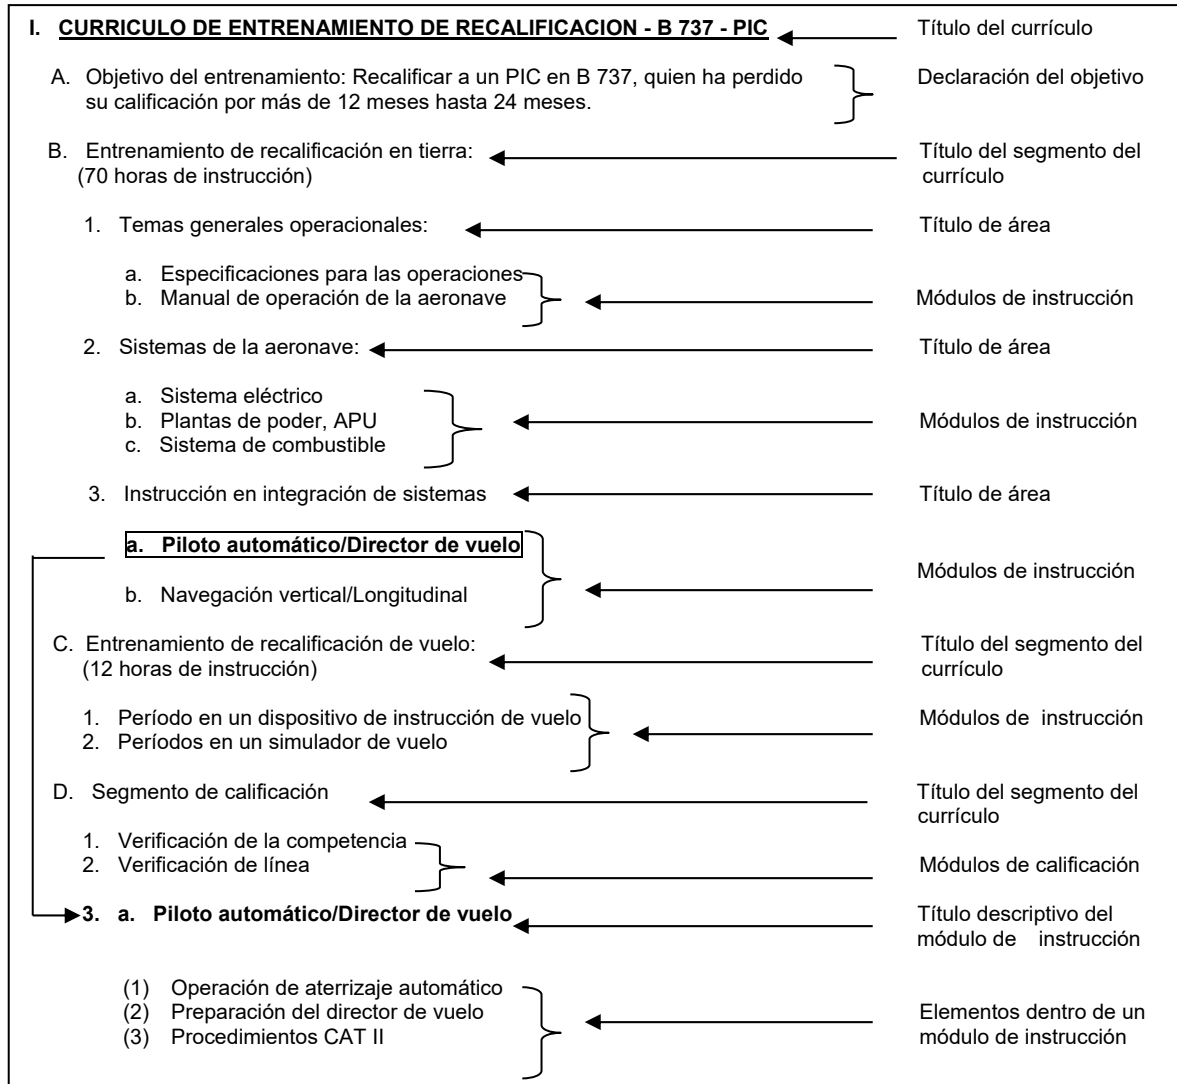 I. CURRICULO DE ENTRENAMIENTO DE RECALIFICACION - B 737 - PIC
Título del currículo
A. Objetivo del entrenamiento: Recalificar a un PIC en B 737, quien ha perdido
su calificación por más de 12 meses hasta 24 meses.
Declaración del objetivo
B. Entrenamiento de recalificación en tierra:
(70 horas de instrucción)
Título del segmento del
currículo
1. Temas generales operacionales:
Título de área
a. Especificaciones para las operaciones
b. Manual de operación de la aeronave
Módulos de instrucción
2. Sistemas de la aeronave:
Título de área
a. Sistema eléctrico
b. Plantas de poder, APU
c. Sistema de combustible
Módulos de instrucción
3. Instrucción en integración de sistemas
Título de área
a. Piloto automático/Director de vuelo
b. Navegación vertical/Longitudinal
Módulos de instrucción
C. Entrenamiento de recalificación de vuelo:
(12 horas de instrucción)
Título del segmento del
currículo
1. Período en un dispositivo de instrucción de vuelo
2. Períodos en un simulador de vuelo
Módulos de instrucción
D. Segmento de calificación
Título del segmento del
currículo
1. Verificación de la competencia
2. Verificación de línea
Módulos de calificación
3. a. Piloto automático/Director de vuelo
Título descriptivo del
módulo de instrucción
(1) Operación de aterrizaje automático
(2) Preparación del director de vuelo
(3) Procedimientos CAT II
Elementos dentro de un
módulo de instrucción